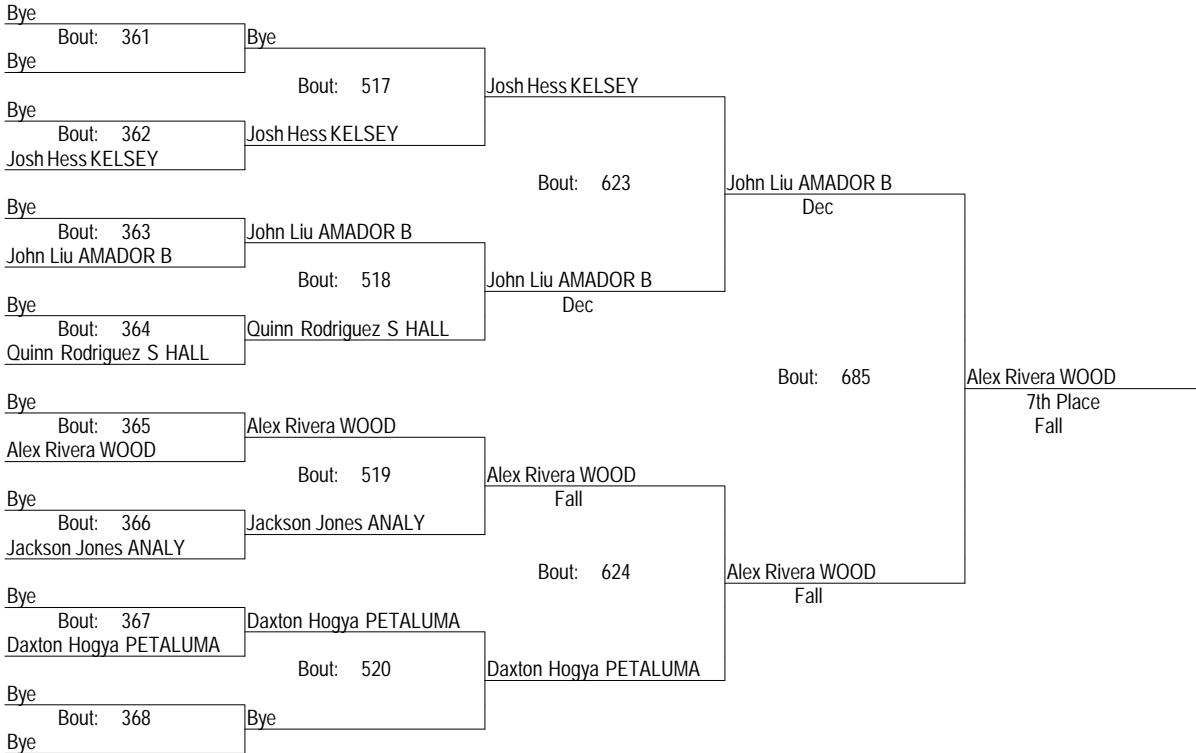 Bye
Bout: 361
Bye
Bye
Bout: 517
Josh Hess KELSEY
Bye
Bout: 362
Josh Hess KELSEY
Josh Hess KELSEY
Bout: 623
John Liu AMADOR B
Dec
Bye
Bout: 363
John Liu AMADOR B
John Liu AMADOR B
Bout: 518
John Liu AMADOR B
Dec
Bye
Bout: 364
Quinn Rodriguez S HALL
Quinn Rodriguez S HALL
Bout: 685
Alex Rivera WOOD
7th Place
Fall
Bye
Bout: 365
Alex Rivera WOOD
Alex Rivera WOOD
Bout: 519
Alex Rivera WOOD
Fall
Bye
Bout: 366
Jackson Jones ANALY
Jackson Jones ANALY
Bout: 624
Alex Rivera WOOD
Fall
Bye
Bout: 367
Daxton Hogya PETALUMA
Daxton Hogya PETALUMA
Bout: 520
Daxton Hogya PETALUMA
Bye
Bout: 368
Bye
Bye